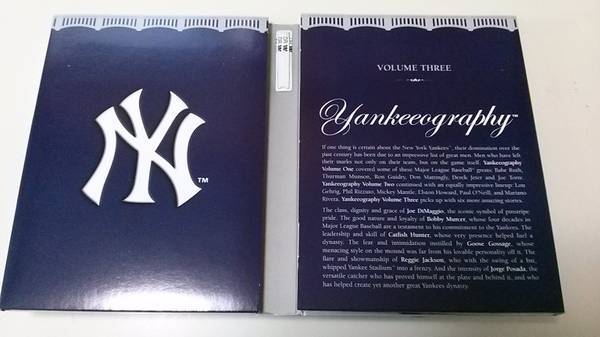 NY
TM
VOLUME THREE
Yankeeography™
If one thing is certain about the New York Yankees™, their domination over the
past century has been due to an impressive list of great men. Men who have left
their marks not only on their team, but on the game itself. Yankeeography
Volume One covered some of these Major League Baseball® greats: Babe Ruth,
Thurman Munson, Ron Guidry, Don Mattingly, Derek Jeter and Joe Torre.
Yankeeography Volume Two continued with an equally impressive lineup: Lou
Gehrig, Phil Rizzuto, Mickey Mantle, Elston Howard, Paul O'Neill, and Mariano
Rivera. Yankeeography Volume Three picks up with six more amazing stories.
The class, dignity and grace of Joe DiMaggio, the iconic symbol of pinstripe
pride. The good nature and loyalty of Bobby Murcer, whose four decades in
Major League Baseball are a testament to his commitment to the Yankees. The
leadership and skill of Catfish Hunter, whose very presence helped fuel a
dynasty. The fear and intimidation instilled by Goose Gossage, whose
menacing style on the mound was far from his lovable personality off it. The
flare and showmanship of Reggie Jackson, who with the swing of a bat,
whipped Yankee Stadium™ into a frenzy. And the intensity of Jorge Posada, the
versatile catcher who has proved himself at the plate and behind it, and who
has helped create yet another great Yankees dynasty.